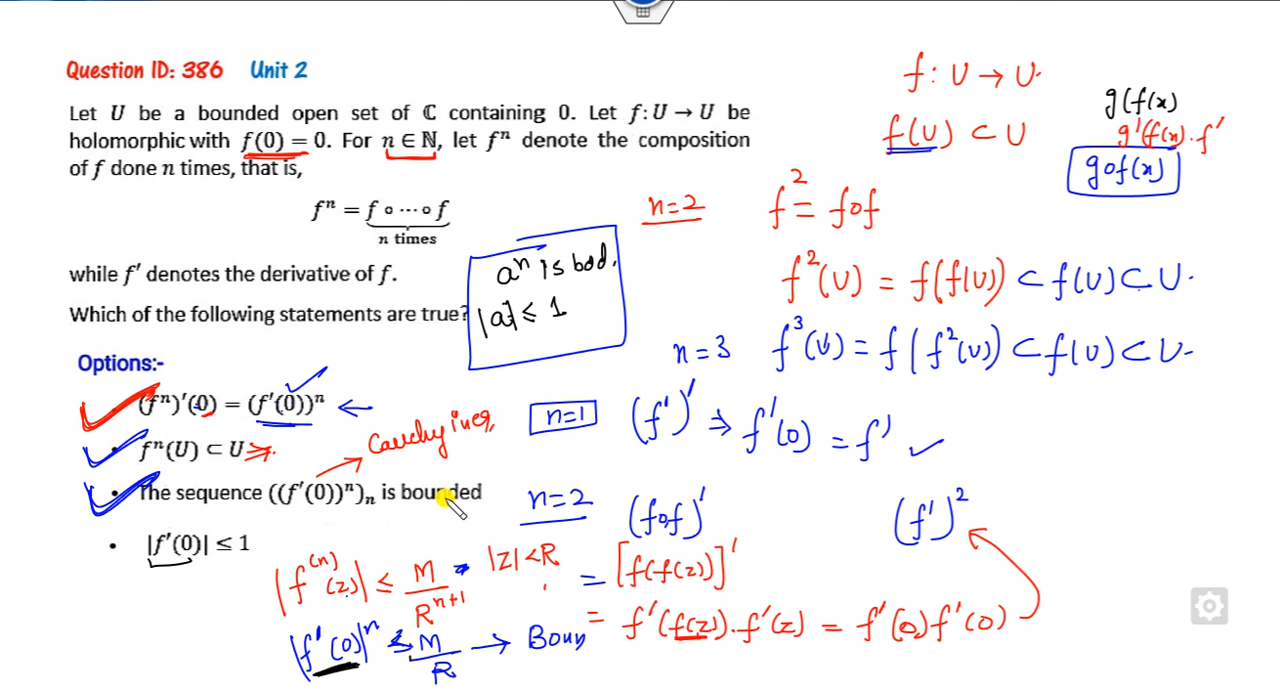 Question ID: 386 Unit 2
Let U be a bounded open set of ℂ containing 0. Let f: U → U be
holomorphic with f(0) = 0. For n ∈ ℕ, let fⁿ denote the composition
of f done n times, that is,
fⁿ = f ∘ ⋯ ∘ f
n times
while f′ denotes the derivative of f.
Which of the following statements are true?
Options:-
(fⁿ)′(0) = (f′(0))ⁿ
• fⁿ(U) ⊂ U
• The sequence ((f′(0))ⁿ)ₙ is bounded
• |f′(0)| ≤ 1
aⁿ is bdd.
|a| ≤ 1
Cauchy ineq,
f: U → U.
f(U) ⊂ U
g(f(x)
g'(f(x).f'
gof(x)
n=2 f² = fof
f²(U) = f(f(U)) ⊂ f(U) ⊂ U.
n=3 f³(U) = f(f²(U)) ⊂ f(U) ⊂ U.
n=1 (f')' ⇒ f'(0) = f'
n=2 (fof)' (f')²
= [f(f(z))]'
= f'(f(z)).f'(z) = f'(0)f'(0)
|f⁽ⁿ⁾(z)| ≤ M/Rⁿ⁺¹ |z|<R
|f'(0)|ⁿ ≤ M/R → Boun